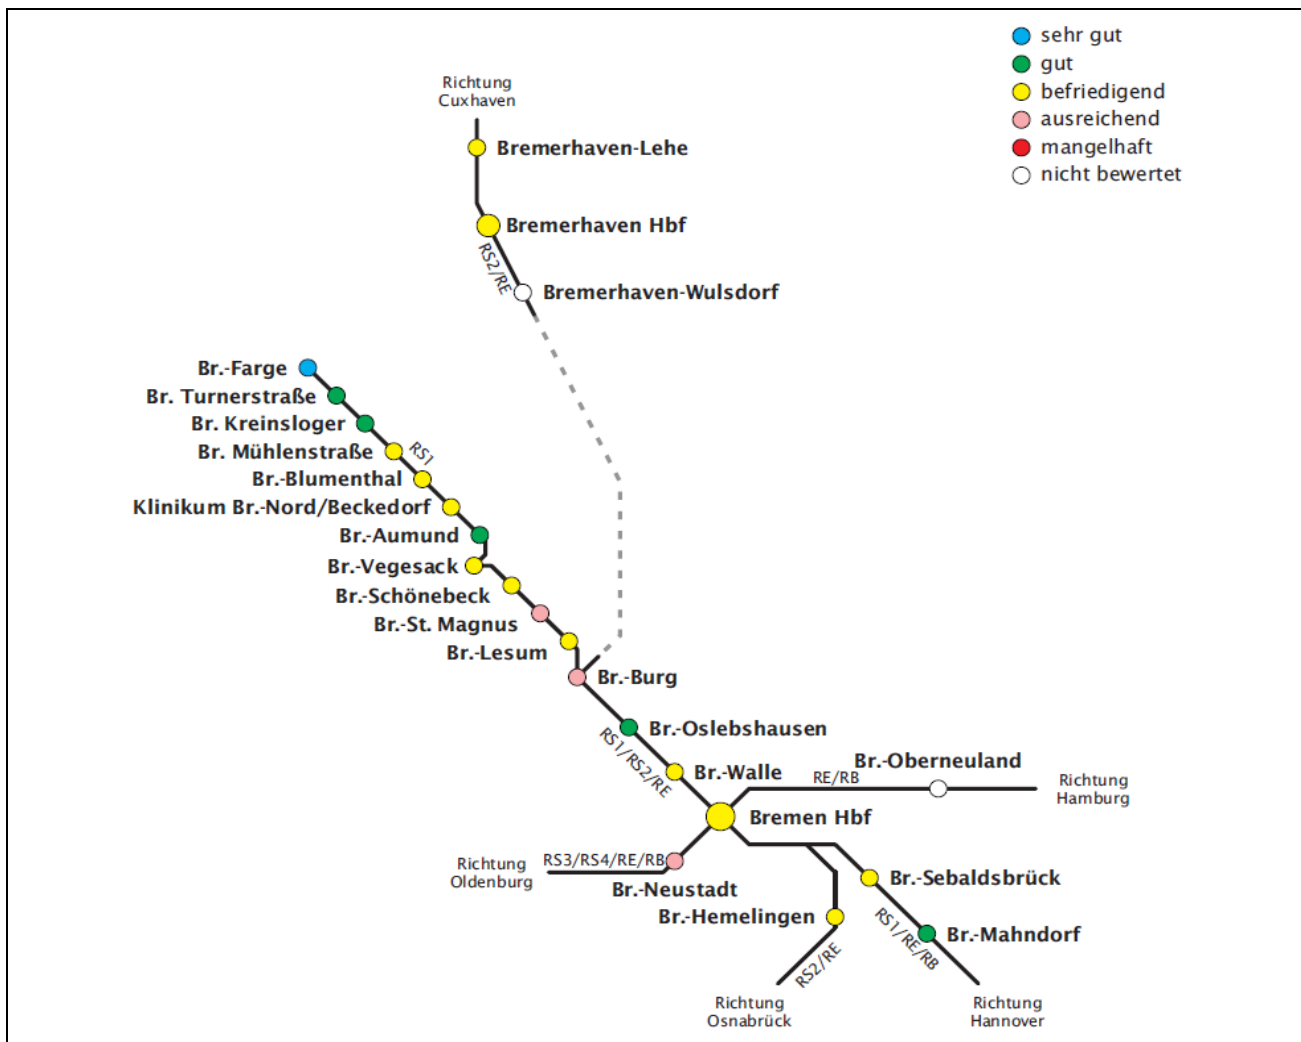 sehr gut
gut
befriedigend
ausreichend
mangelhaft
nicht bewertet
Richtung
Cuxhaven
Bremerhaven-Lehe
Bremerhaven Hbf
RS2/RE
Bremerhaven-Wulsdorf
Br.-Farge
Br. Turnerstraße
Br. Kreinsloger
Br. Mühlenstraße
RS1
Br.-Blumenthal
Klinikum Br.-Nord/Beckedorf
Br.-Aumund
Br.-Vegesack
Br.-Schönebeck
Br.-St. Magnus
Br.-Lesum
Br.-Burg
Br.-Oslebshausen
RS1/RS2/RE
Br.-Walle
Br.-Oberneuland
RE/RB
Richtung
Hamburg
Bremen Hbf
Richtung
Oldenburg
RS3/RS4/RE/RB
Br.-Neustadt
Br.-Sebaldsbrück
Br.-Hemelingen
RS1/RE/RB
Br.-Mahndorf
RS2/RE
Richtung
Osnabrück
Richtung
Hannover